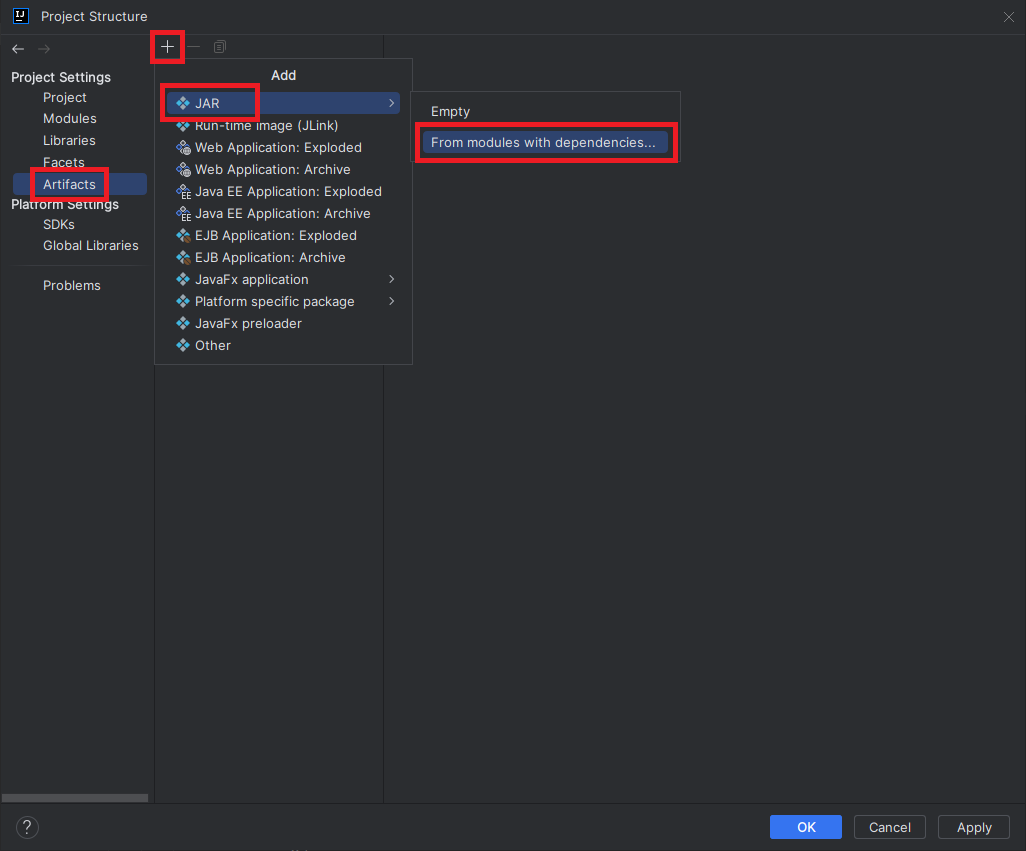 IJ
Project Structure
Project Settings
Project
Modules
Libraries
Facets
Artifacts
Platform Settings
SDKs
Global Libraries
Problems
Add
JAR
Run-time image (JLink)
Web Application: Exploded
Web Application: Archive
Java EE Application: Exploded
Java EE Application: Archive
EJB Application: Exploded
EJB Application: Archive
JavaFx application
Platform specific package
JavaFx preloader
Other
Empty
From modules with dependencies...
?
OK
Cancel
Apply